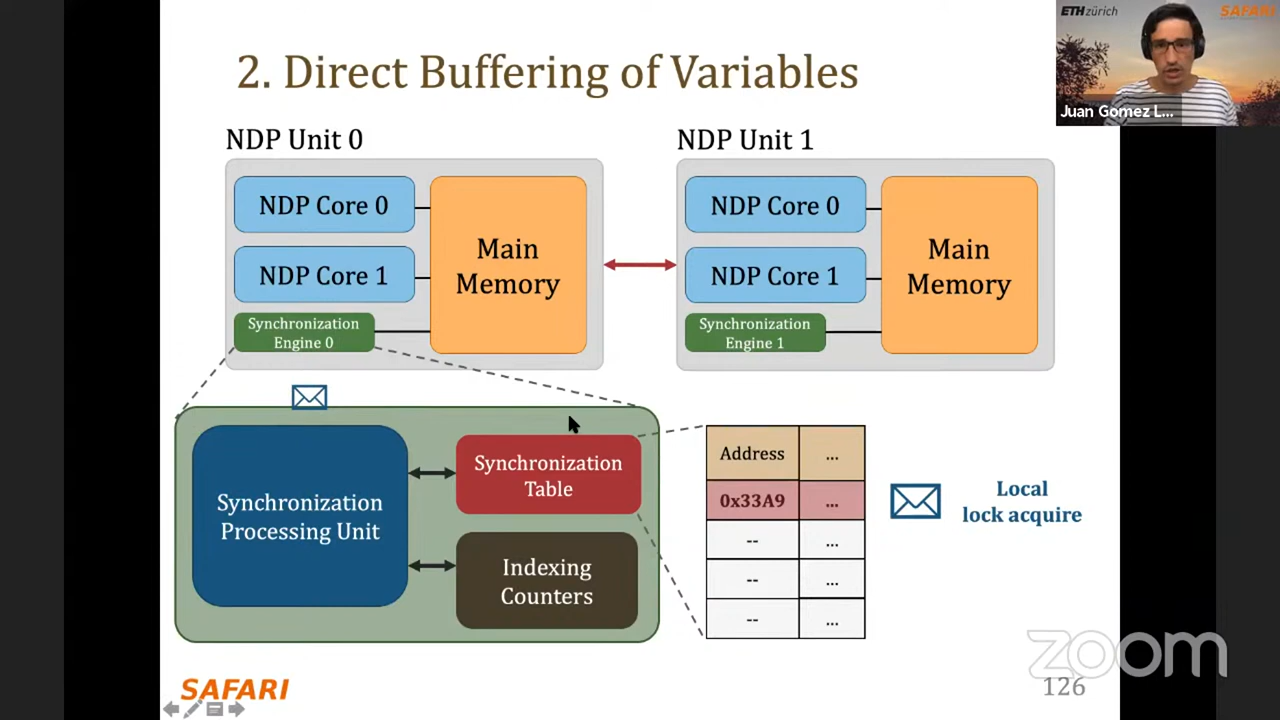 2. Direct Buffering of Variables
ETH zürich
SAFARI
Juan Gomez L...
NDP Unit 0
NDP Unit 1
NDP Core 0
NDP Core 1
Synchronization
Engine 0
Main
Memory
NDP Core 0
NDP Core 1
Synchronization
Engine 1
Main
Memory
Synchronization
Processing Unit
Synchronization
Table
Indexing
Counters
Address ...
0x33A9 ...
-- ...
-- ...
-- ...
Local
lock acquire
SAFARI
zoom
126